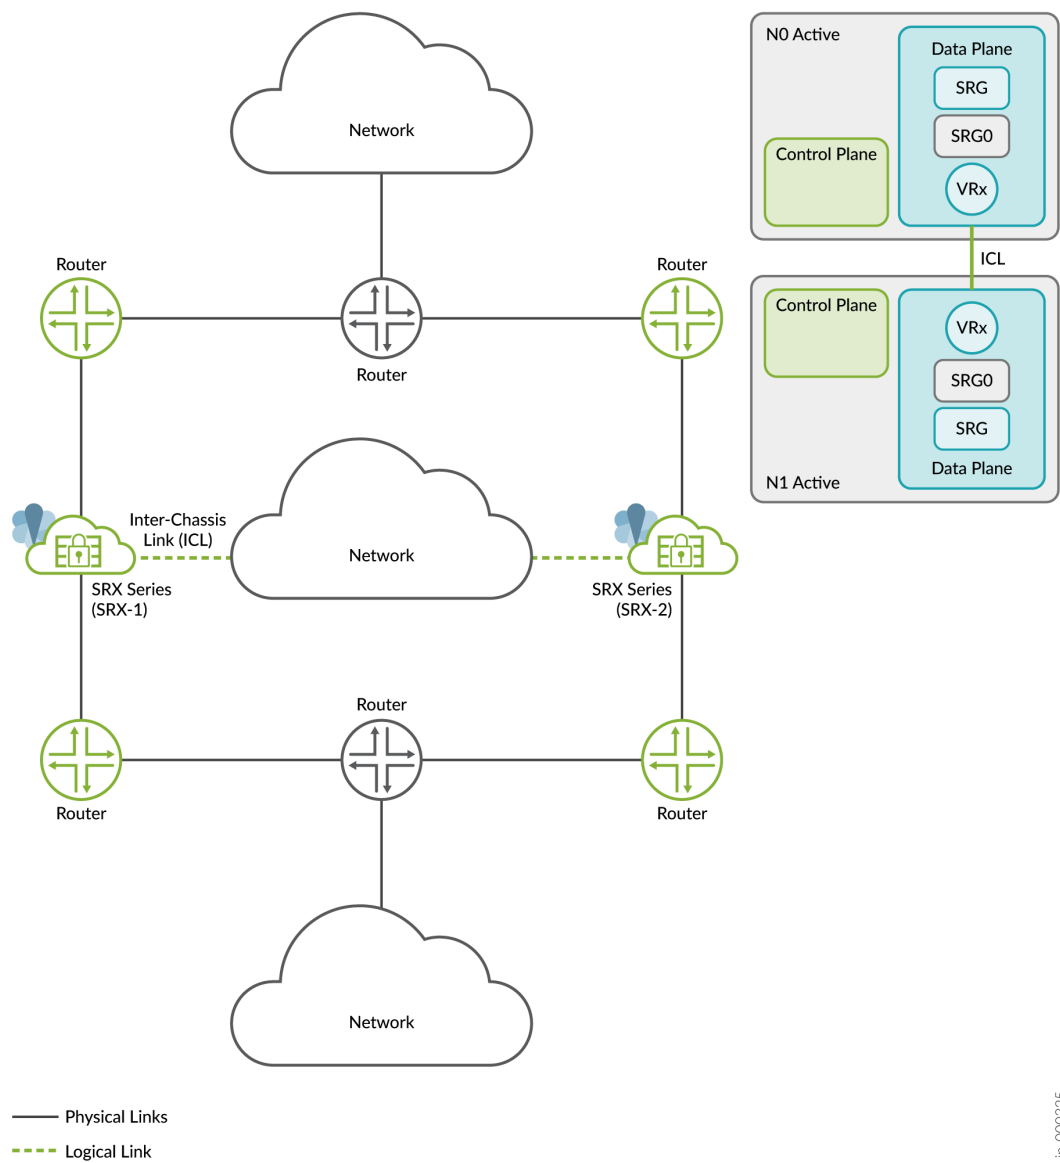 Network
Router
Router
Router
Inter-Chassis
Link (ICL)
Network
SRX Series
(SRX-1)
SRX Series
(SRX-2)
Router
Router
Router
Network
Physical Links
Logical Link
N0 Active
Data Plane
SRG
SRG0
Control Plane
VRx
ICL
Control Plane
VRx
SRG0
SRG
Data Plane
N1 Active